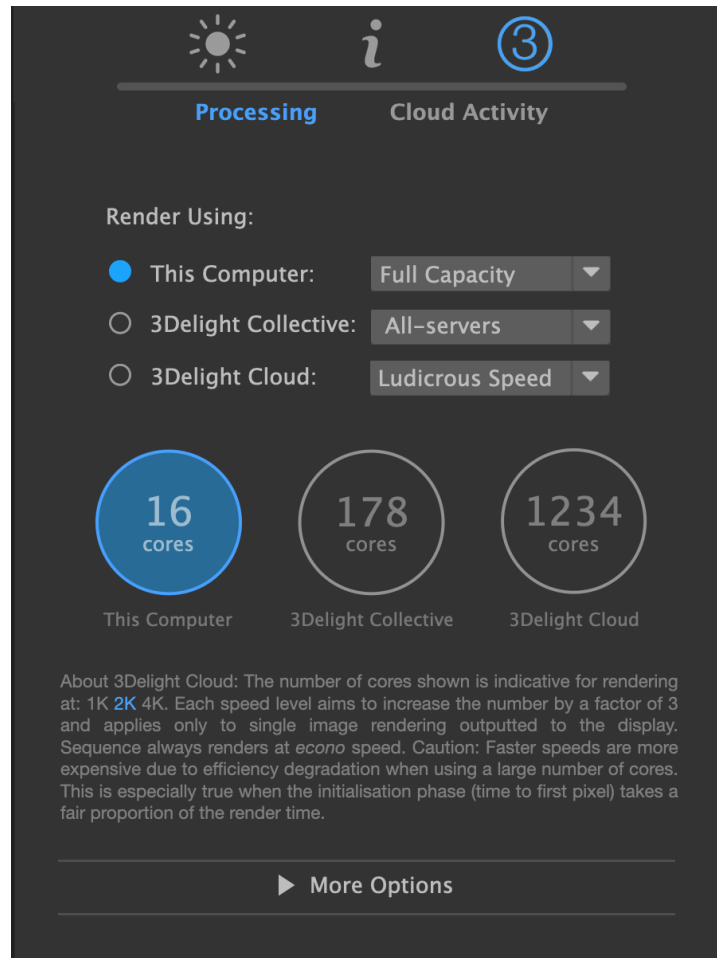 i
3
Processing
Cloud Activity
Render Using:
This Computer:
Full Capacity
3Delight Collective:
All-servers
3Delight Cloud:
Ludicrous Speed
16
cores
178
cores
1234
cores
This Computer
3Delight Collective
3Delight Cloud
About 3Delight Cloud: The number of cores shown is indicative for rendering
at: 1K 2K 4K. Each speed level aims to increase the number by a factor of 3
and applies only to single image rendering outputted to the display.
Sequence always renders at econo speed. Caution: Faster speeds are more
expensive due to efficiency degradation when using a large number of cores.
This is especially true when the initialisation phase (time to first pixel) takes a
fair proportion of the render time.
More Options